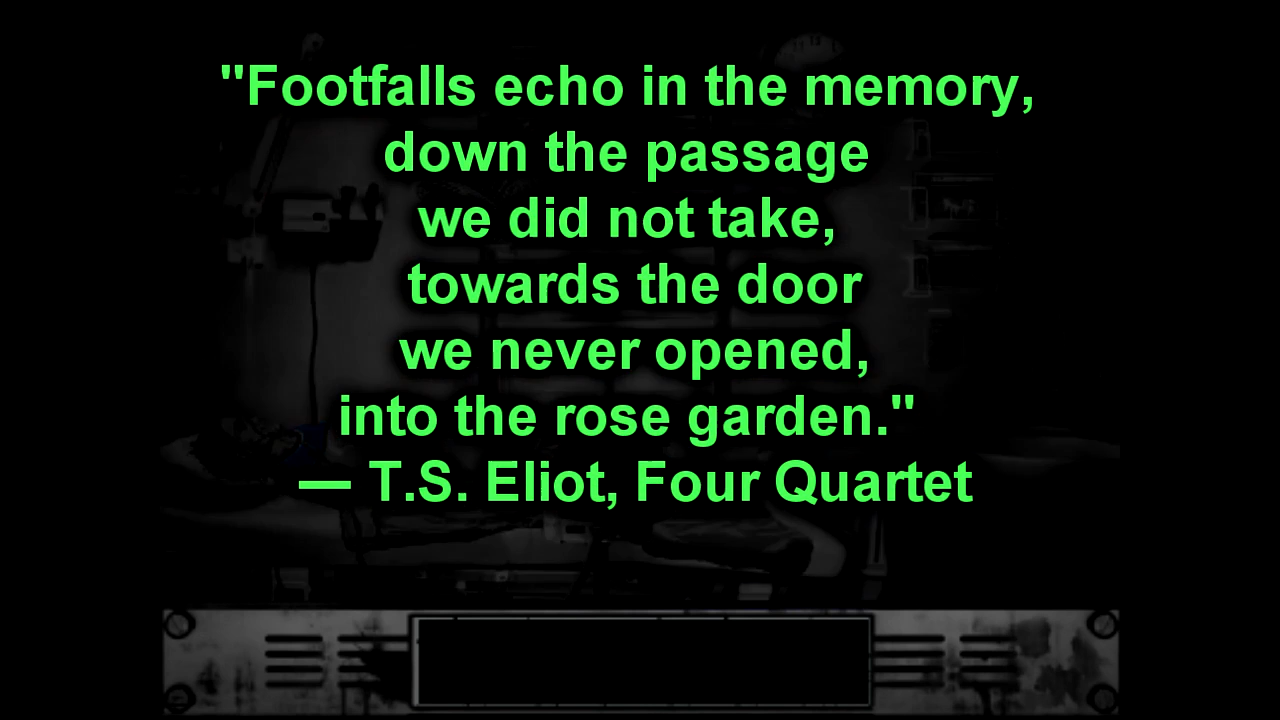 "Footfalls echo in the memory,
down the passage
we did not take,
towards the door
we never opened,
into the rose garden."
— T.S. Eliot, Four Quartet